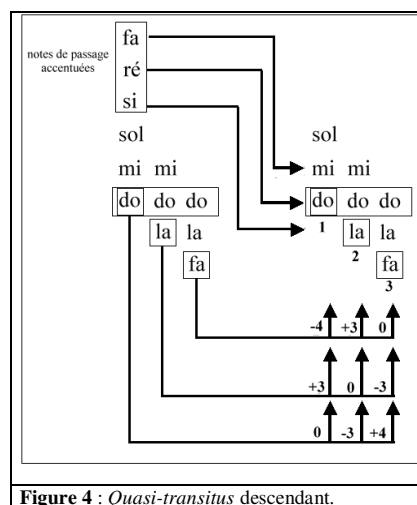 notes de passage
accentuées
fa
ré
si
sol
mi mi
do do do
la la
fa
sol
mi mi
do do do
1
la la
2
fa
3
-4 +3 0
+3 0 -3
0 -3 +4
Figure 4 : Quasi-transitus descendant.